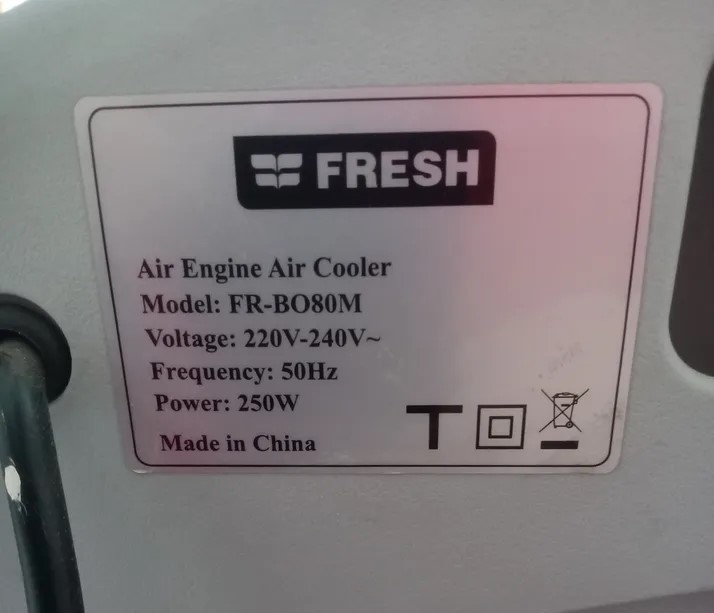 FRESH
Air Engine Air Cooler
Model: FR-BO80M
Voltage: 220V-240V~
Frequency: 50Hz
Power: 250W
Made in China